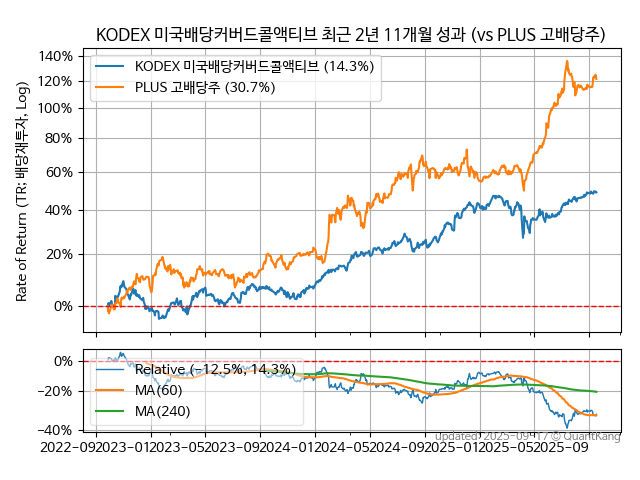 KODEX 미국배당커버드콜액티브 최근 2년 11개월 성과 (vs PLUS 고배당주)
Rate of Return (TR: 배당재투자, Log)
140%
120%
100%
80%
60%
40%
20%
0%
KODEX 미국배당커버드콜액티브 (14.3%)
PLUS 고배당주 (30.7%)
0%
−20%
−40%
Relative (−12.5%, 14.3%)
MA(60)
MA(240)
2022-09 2023-01 2023-05 2023-09 2024-01 2024-05 2024-09 2025-01 2025-05 2025-09
updated: 2025-09-17 © QuantKang